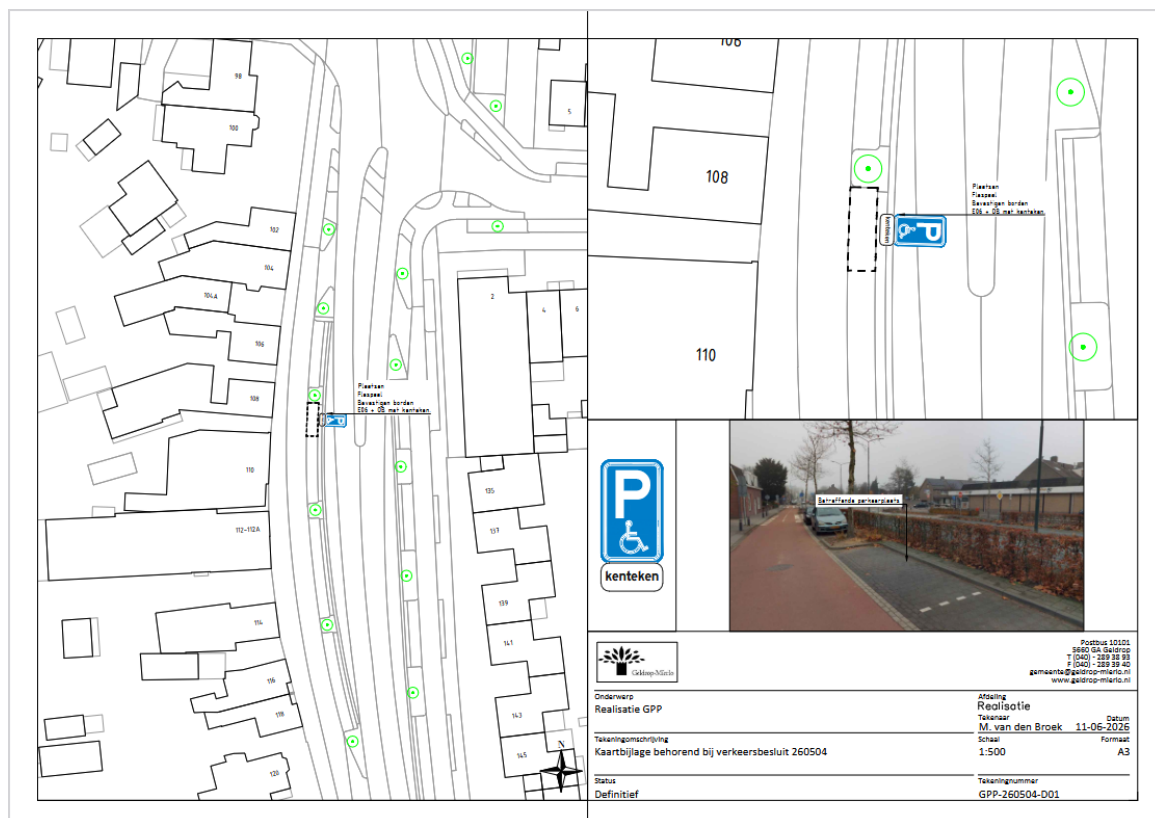 98
100
5
102
104
104A
106
108
110
112-112A
114
116
118
120
2
4
6
135
137
139
141
143
145
Plaatsen
Flespaal
Bevestigen borden
E06 + OB met kenteken.
P
N
106
108
110
Plaatsen
Flespaal
Bevestigen borden
E06 + OB met kenteken.
kenteken
P
P
kenteken
Betreffende parkeerplaats
Geldrop-Mierlo
Postbus 10101
5660 GA Geldrop
T (040) - 289 38 93
F (040) - 289 39 40
gemeente@geldrop-mierlo.nl
www.geldrop-mierlo.nl
Onderwerp
Realisatie GPP
Afdeling
Realisatie
Tekenaar Datum
M. van den Broek 11-06-2026
Tekeningomschrijving
Kaartbijlage behorend bij verkeersbesluit 260504
Schaal Formaat
1:500 A3
Status
Definitief
Tekeningnummer
GPP-260504-D01